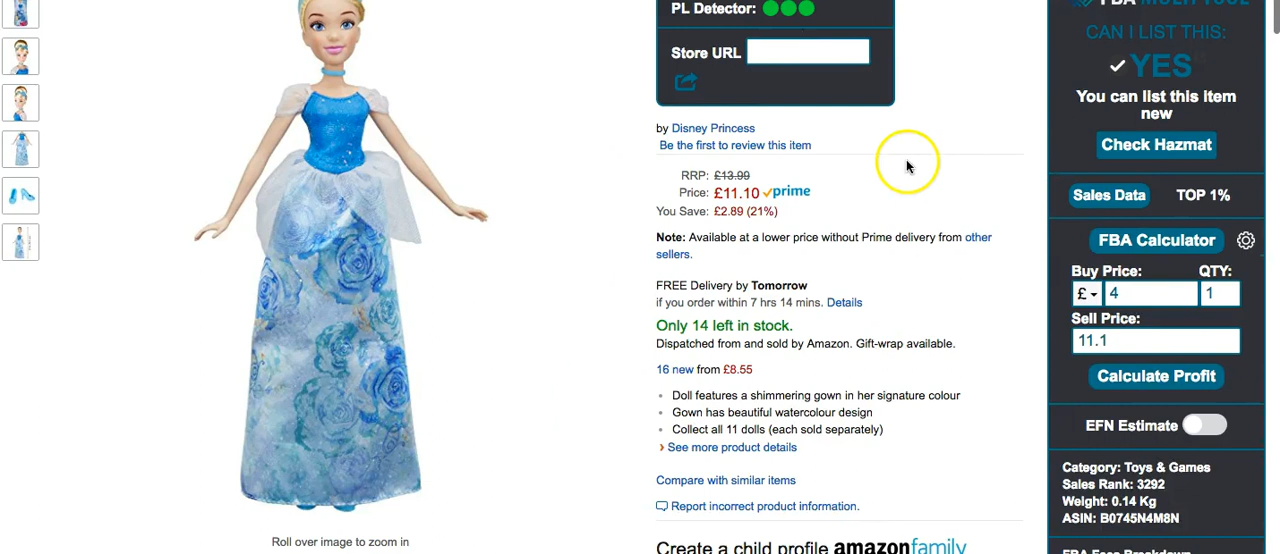 PL Detector:
Store URL
by Disney Princess
Be the first to review this item
RRP: £13.99
Price: £11.10 prime
You Save: £2.89 (21%)
Note: Available at a lower price without Prime delivery from other
sellers.
FREE Delivery by Tomorrow
if you order within 7 hrs 14 mins. Details
Only 14 left in stock.
Dispatched from and sold by Amazon. Gift-wrap available.
16 new from £8.55
Doll features a shimmering gown in her signature colour
Gown has beautiful watercolour design
Collect all 11 dolls (each sold separately)
› See more product details
Compare with similar items
Report incorrect product information.
Create a child profile amazonfamily
Roll over image to zoom in
FBA MULTI TOOL
CAN I LIST THIS:
YES
You can list this item
new
Check Hazmat
Sales Data TOP 1%
FBA Calculator
Buy Price: QTY:
£ 4 1
Sell Price:
11.1
Calculate Profit
EFN Estimate
Category: Toys & Games
Sales Rank: 3292
Weight: 0.14 Kg
ASIN: B0745N4M8N
FBA Fees Breakdown